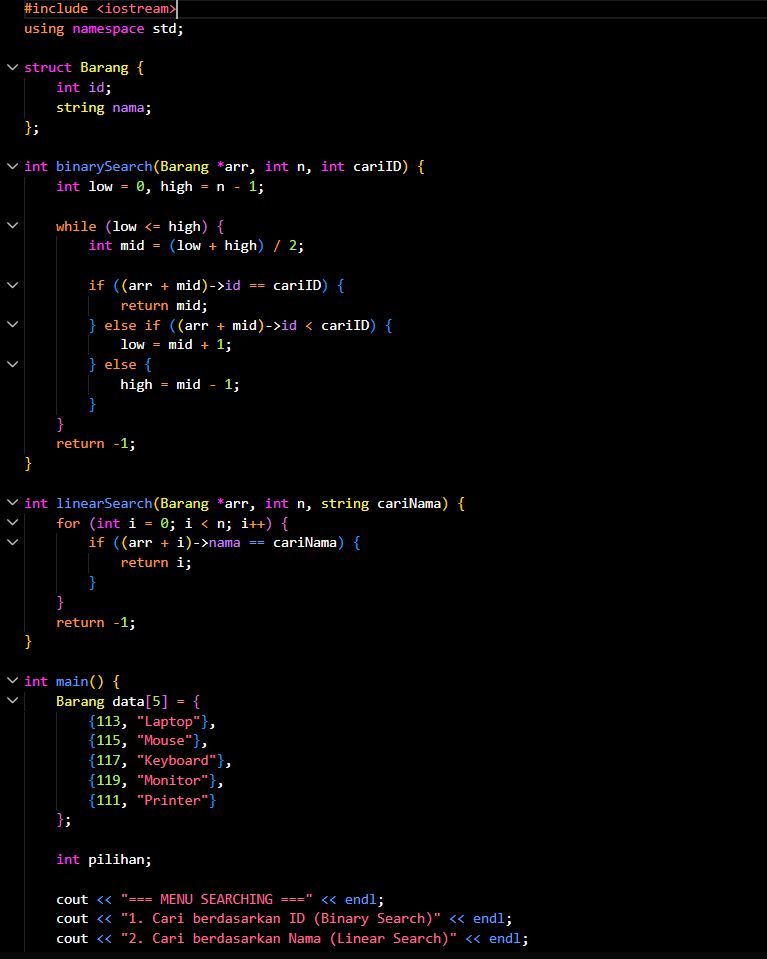 #include <iostream>
using namespace std;
struct Barang {
    int id;
    string nama;
};
int binarySearch(Barang *arr, int n, int cariID) {
    int low = 0, high = n - 1;
    while (low <= high) {
        int mid = (low + high) / 2;
        if ((arr + mid)->id == cariID) {
            return mid;
        } else if ((arr + mid)->id < cariID) {
            low = mid + 1;
        } else {
            high = mid - 1;
        }
    }
    return -1;
}
int linearSearch(Barang *arr, int n, string cariNama) {
    for (int i = 0; i < n; i++) {
        if ((arr + i)->nama == cariNama) {
            return i;
        }
    }
    return -1;
}
int main() {
    Barang data[5] = {
        {113, "Laptop"},
        {115, "Mouse"},
        {117, "Keyboard"},
        {119, "Monitor"},
        {111, "Printer"}
    };
    int pilihan;
    cout << "=== MENU SEARCHING ===" << endl;
    cout << "1. Cari berdasarkan ID (Binary Search)" << endl;
    cout << "2. Cari berdasarkan Nama (Linear Search)" << endl;